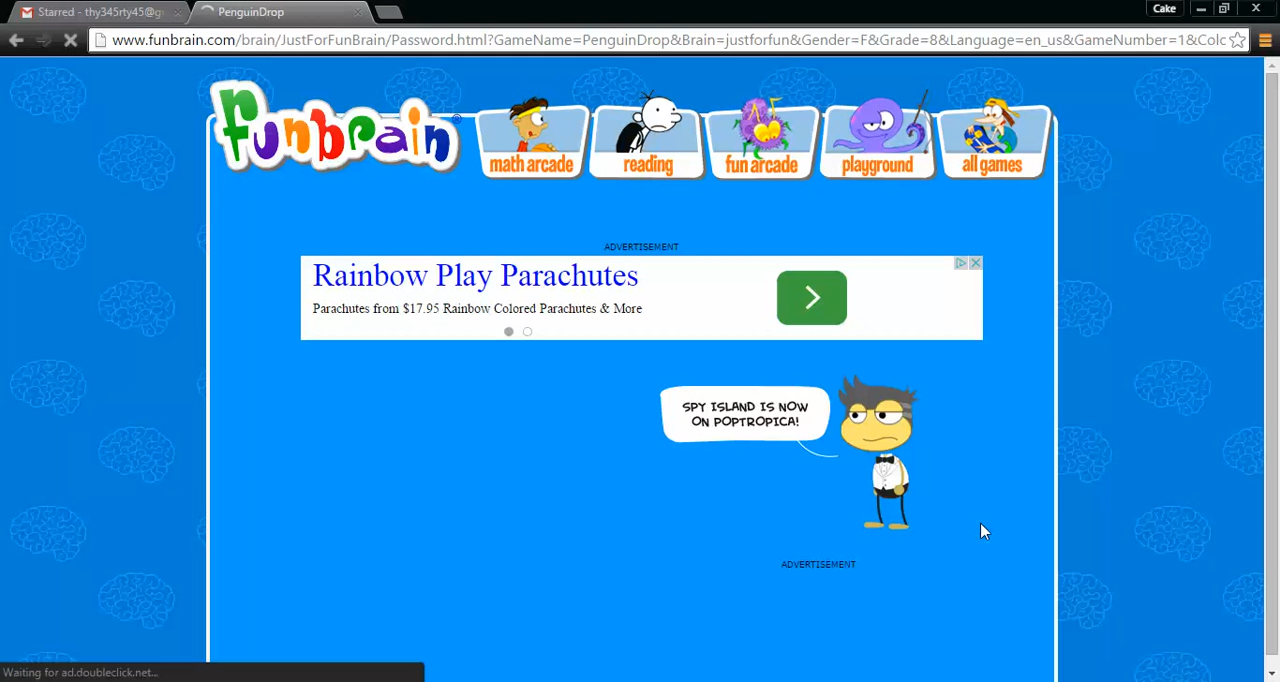 Starred - thy345rty45@g
PenguinDrop
Cake
www.funbrain.com/brain/JustForFunBrain/Password.html?GameName=PenguinDrop&Brain=justforfun&Gender=F&Grade=8&Language=en_us&GameNumber=1&Colc
funbrain®
math arcade
reading
fun arcade
playground
all games
ADVERTISEMENT
Rainbow Play Parachutes
Parachutes from $17.95 Rainbow Colored Parachutes & More
SPY ISLAND IS NOW
ON POPTROPICA!
ADVERTISEMENT
Waiting for ad.doubleclick.net...